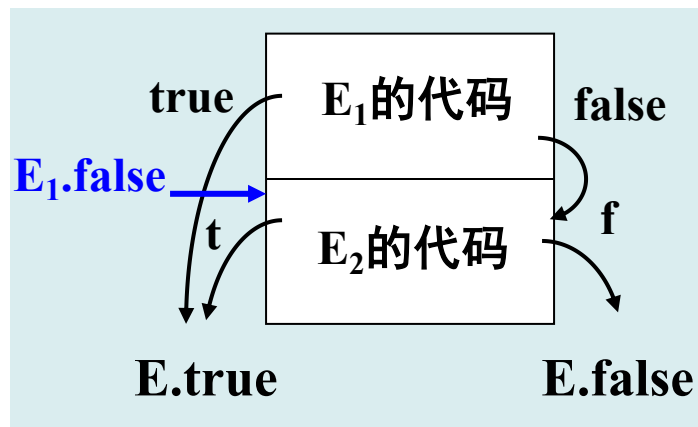 true
E₁的代码
false
E₁.false
t
E₂的代码
f
E.true
E.false